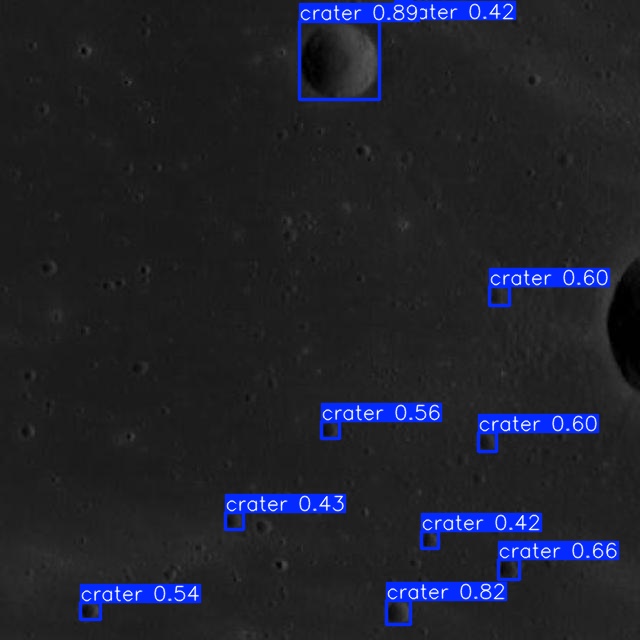 crater 0.89
ater 0.42
crater 0.60
crater 0.56
crater 0.60
crater 0.43
crater 0.42
crater 0.66
crater 0.54
crater 0.82